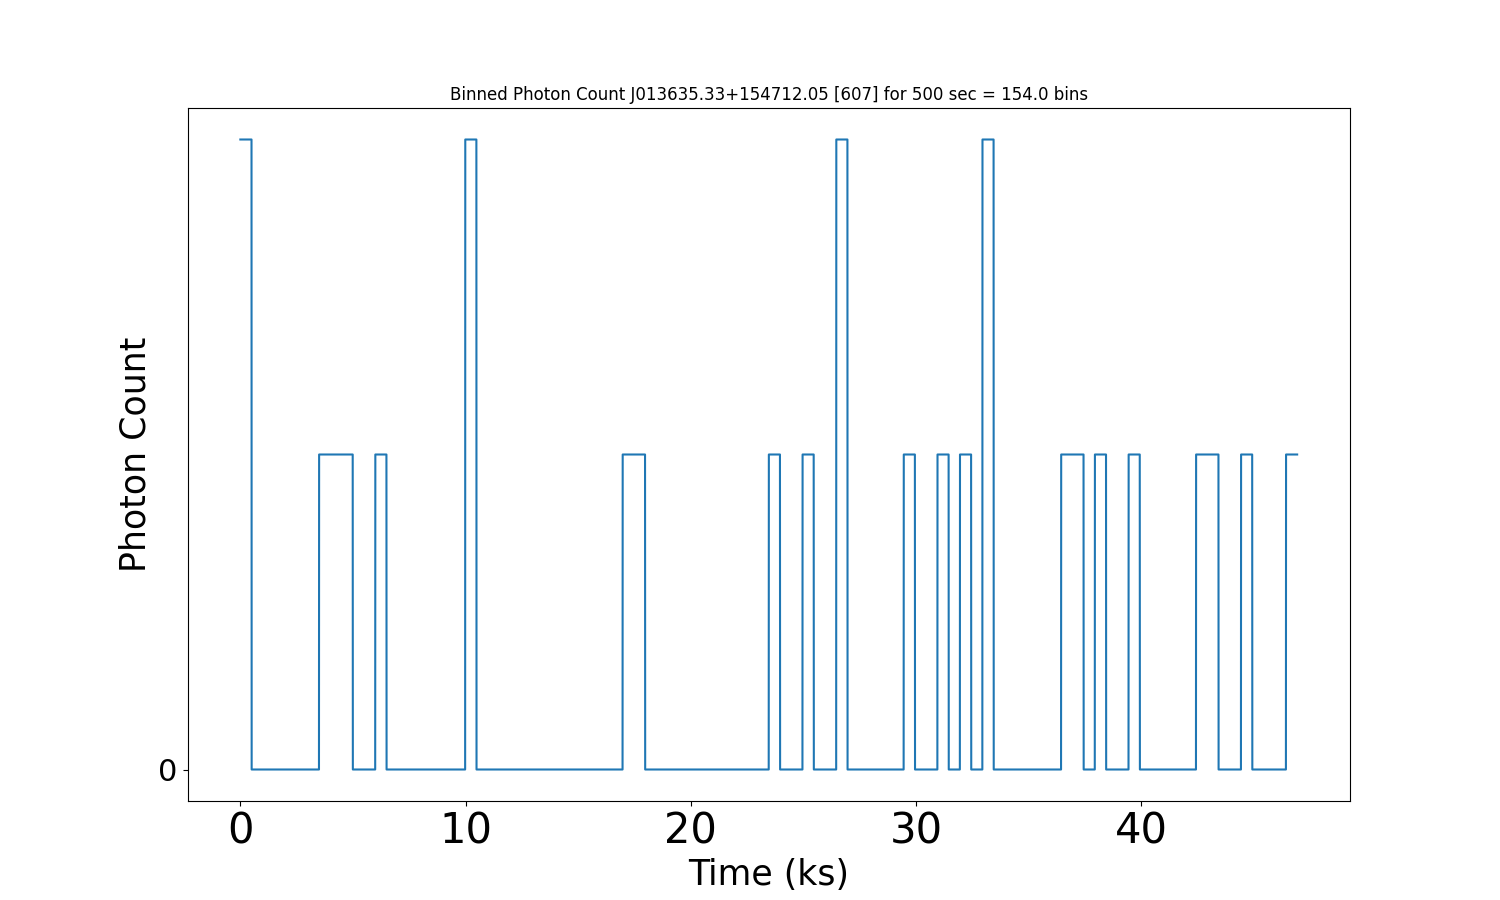 Binned Photon Count J013635.33+154712.05 [607] for 500 sec = 154.0 bins
Photon Count
0
0 10 20 30 40
Time (ks)